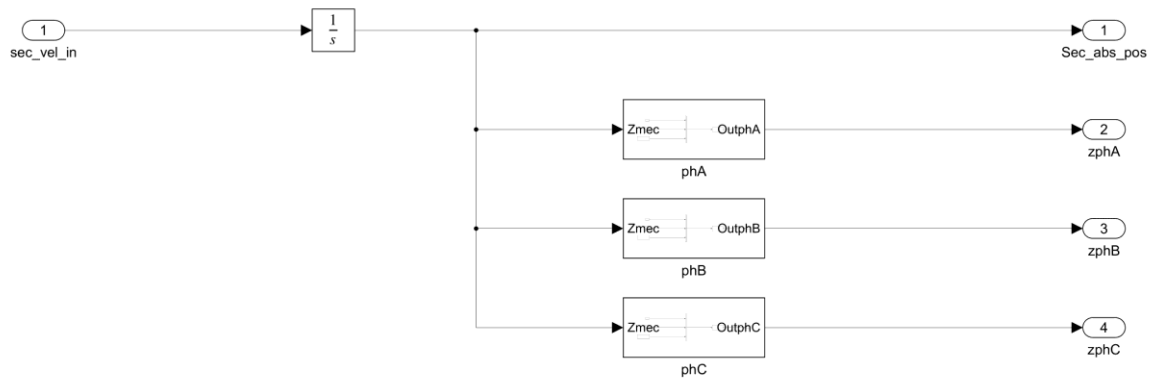 1
sec_vel_in
1
s
1
Sec_abs_pos
Zmec OutphA
phA
2
zphA
Zmec OutphB
phB
3
zphB
Zmec OutphC
phC
4
zphC